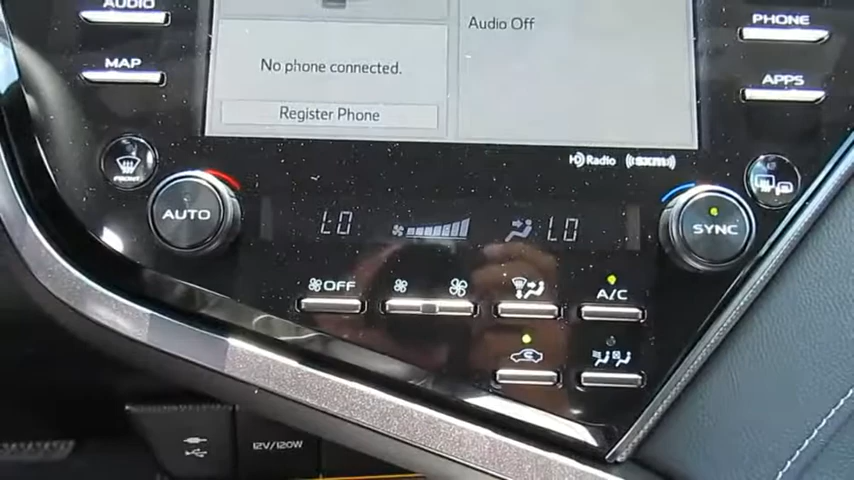 AUDIO
PHONE
Audio Off
MAP
No phone connected.
APPS
Register Phone
HD Radio
((SXM))
FRONT
AUTO
LO
LO
SYNC
OFF
A/C
12V/120W